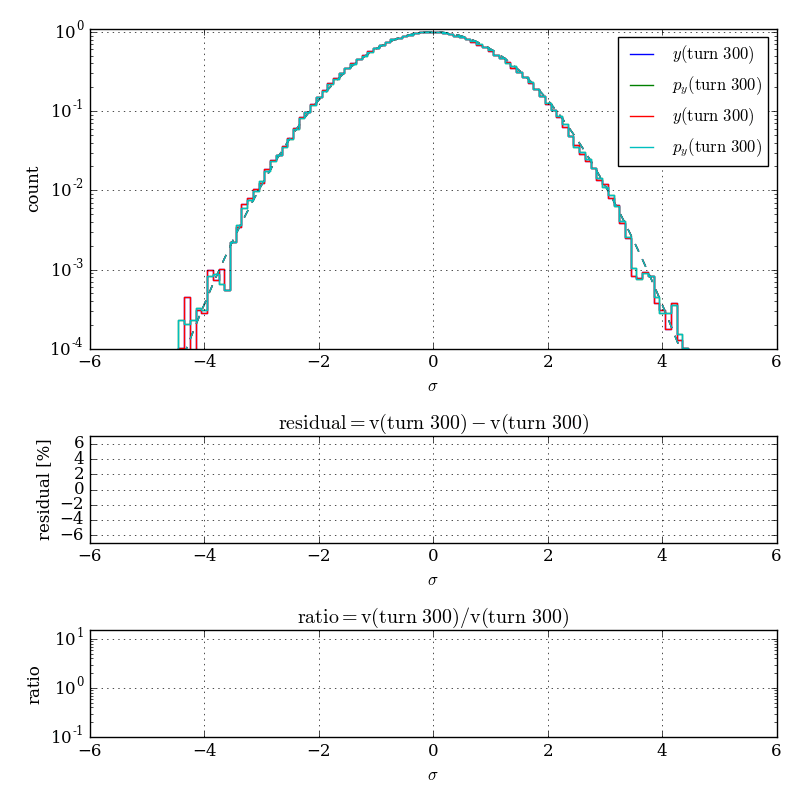 10^0
10^-1
10^-2
10^-3
10^-4
count
y(turn 300)
p_y(turn 300)
y(turn 300)
p_y(turn 300)
−6 −4 −2 0 2 4 6
σ
residual = v(turn 300) − v(turn 300)
6
4
2
0
−2
−4
−6
residual [%]
−6 −4 −2 0 2 4 6
σ
ratio = v(turn 300)/v(turn 300)
10^1
10^0
10^-1
ratio
−6 −4 −2 0 2 4 6
σ